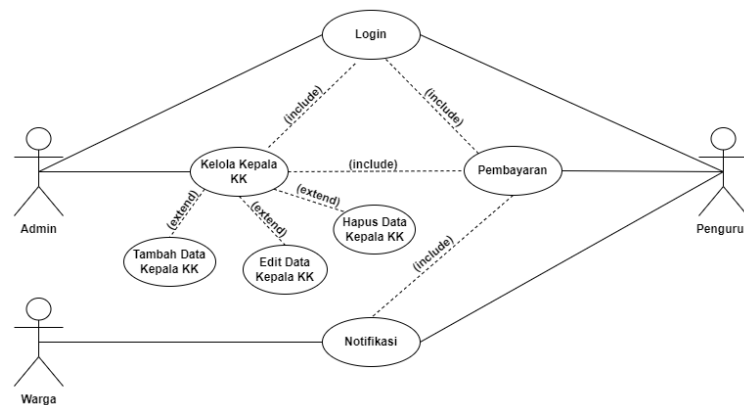 Login
(include)
(include)
Kelola Kepala
KK
(include)
Pembayaran
Admin
Penguru
(extend)
(extend)
(extend)
Hapus Data
Kepala KK
Tambah Data
Kepala KK
Edit Data
Kepala KK
(include)
Notifikasi
Warga